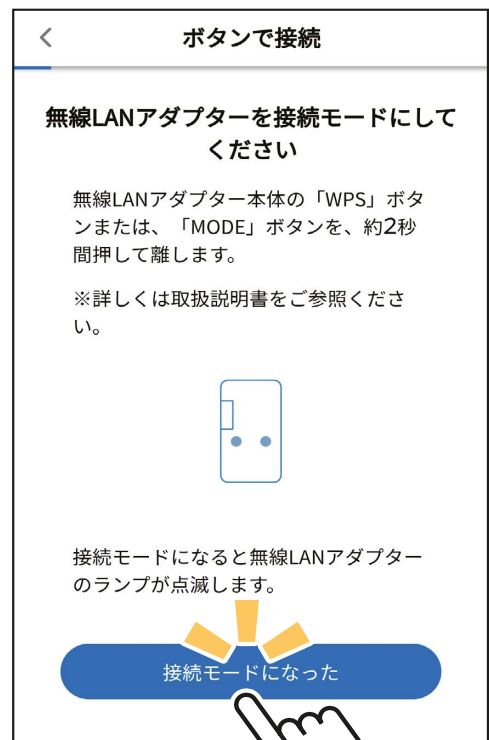 ボタンで接続
無線LANアダプターを接続モードにして
ください
無線LANアダプター本体の「WPS」ボタ
ンまたは、「MODE」ボタンを、約2秒
間押して離します。
※詳しくは取扱説明書をご参照くださ
い。
接続モードになると無線LANアダプター
のランプが点滅します。
接続モードになった